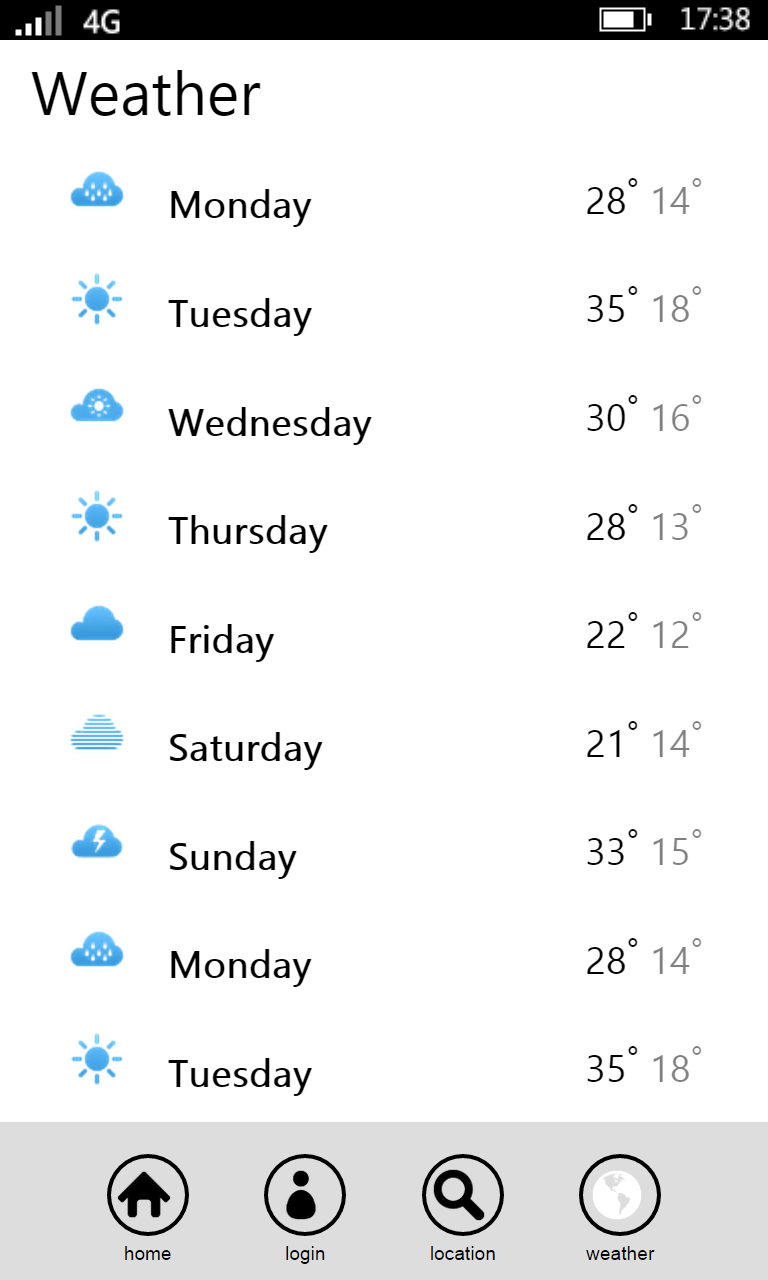 4G 17:38
Weather
Monday 28° 14°
Tuesday 35° 18°
Wednesday 30° 16°
Thursday 28° 13°
Friday 22° 12°
Saturday 21° 14°
Sunday 33° 15°
Monday 28° 14°
Tuesday 35° 18°
home login location weather